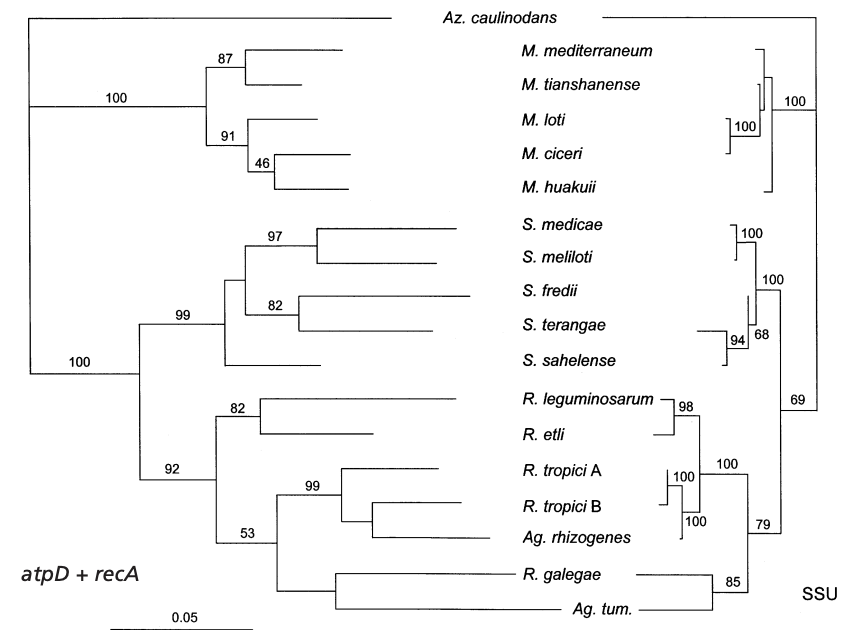 Az. caulinodans
M. mediterraneum
87
M. tianshanense
100
100
M. loti
100
91
M. ciceri
46
M. huakuii
S. medicae
100
97
S. meliloti
100
S. fredii
82
99
S. terangae
68
94
100
S. sahelense
R. leguminosarum
69
82
98
R. etli
92
R. tropici A
100
99
100
R. tropici B
100
79
53
Ag. rhizogenes
atpD + recA
R. galegae
85
SSU
Ag. tum.
0.05